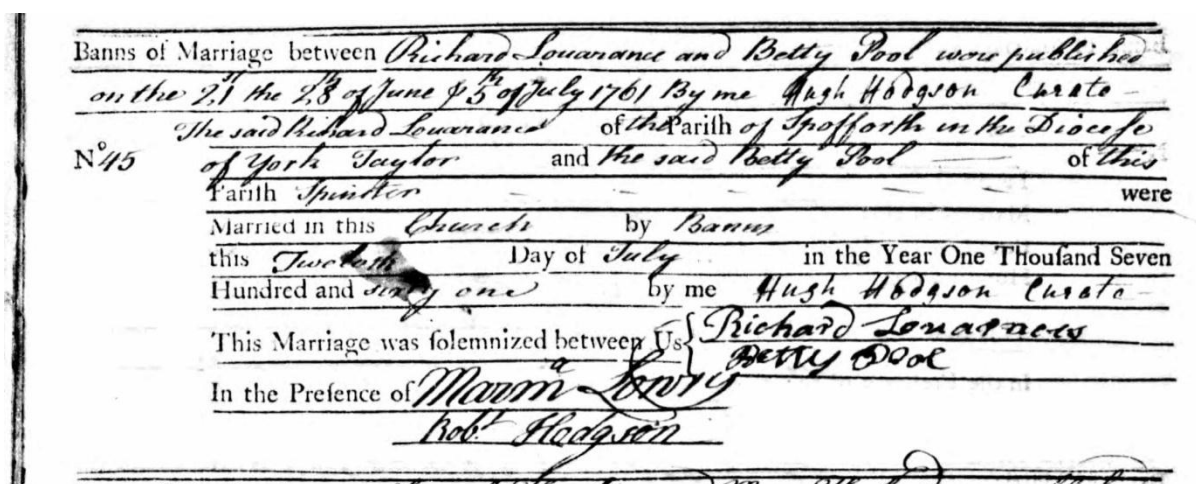 Banns of Marriage between Richard Louarance and Betty Pool were published
on the 21st the 28 of June & 5th of July 1761 By me Hugh Hodgson Curate
The said Richard Louarance of the Pariſh of Spofforth in the Dioceſe
No 45 of York Taylor and the said Betty Pool of this
Pariſh Spinster were
Married in this Church by Banns
this Twelfth Day of July in the Year One Thouſand Seven
Hundred and sixty one by me Hugh Hodgson Curate
This Marriage was ſolemnized between Us Richard Louarnces
Betty Pool
In the Preſence of Marma Lowry
Robt Hodgson